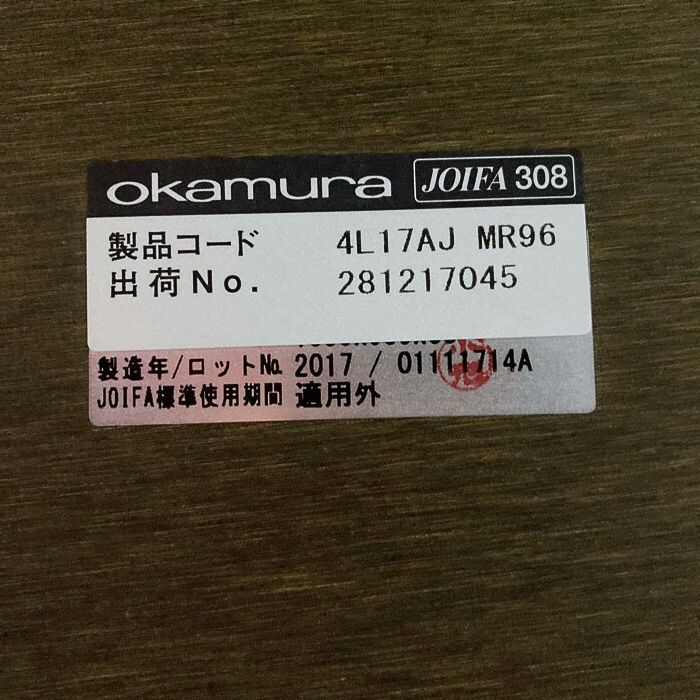 okamura JOIFA 308
製品コード 4L17AJ MR96
出荷No. 281217045
製造年/ロット№ 2017 / 01111714A
JOIFA標準使用期間 適用外